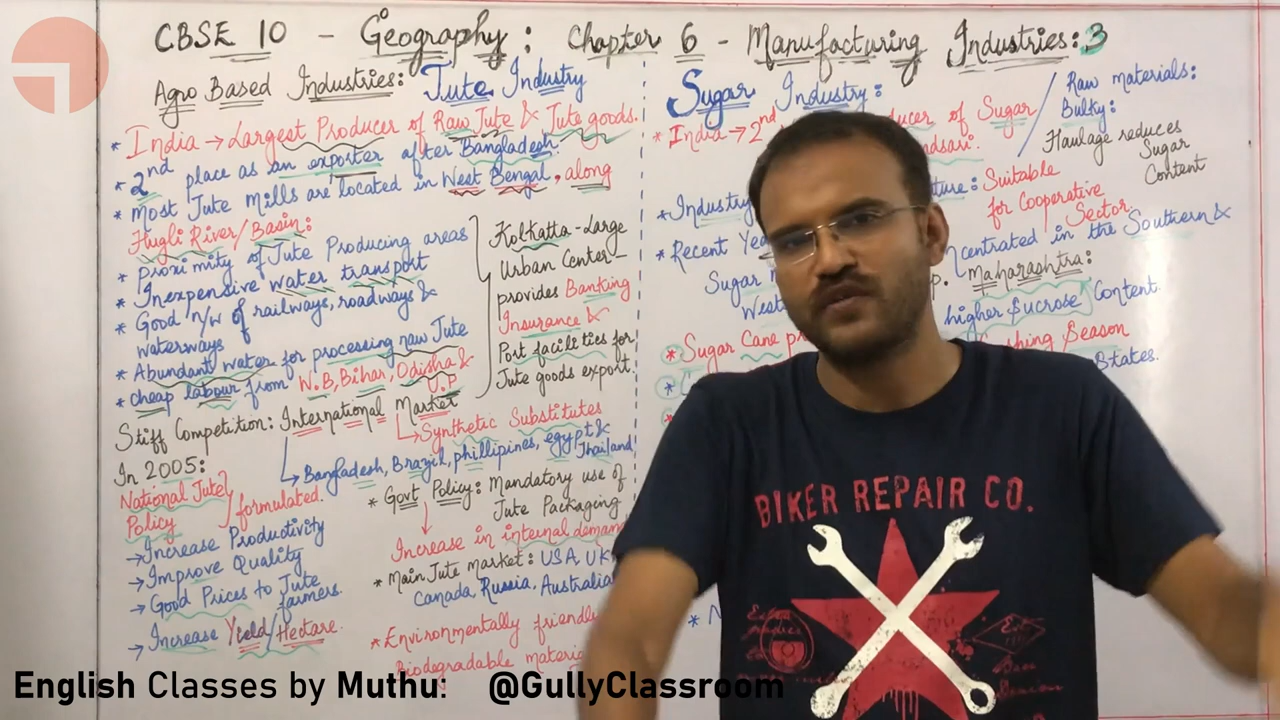 CBSE 10 - Geography: Chapter 6 - Manufacturing Industries: 3
Agro Based Industries: Jute Industry
* India → Largest Producer of Raw Jute & Jute goods.
* 2nd place as an exporter after Bangladesh.
* Most Jute Mills are located in West Bengal, along
Hugli River/Basin:
* Proximity of Jute Producing areas
* Inexpensive water transport
* Good n/w of railways, roadways &
waterways
* Abundant water for processing raw Jute
* cheap labour from W.B, Bihar, Odisha &
U.P
Kolkatta - Large
Urban Center -
provides Banking
Insurance &
Port facilities for
Jute goods export.
Stiff Competition: International Market
Synthetic Substitutes
Bangladesh, Brazil, phillipines, egypt &
Thailand
In 2005:
National Jute
Policy
formulated.
→ Increase Productivity
→ Improve Quality
→ Good Prices to Jute
farmers.
→ Increase Yield/Hectare.
* Govt Policy: Mandatory use of
Jute Packaging
Increase in internal demand
* Main Jute market: USA, UK
Canada, Russia, Australia
* Environmentally friendly
Biodegradable
Sugar Industry:
* India → 2nd
of Sugar
Raw materials:
Bulky:
Haulage reduces
Sugar
Content
* Industry
Suitable
for Cooperative
Sector.
* Recent
in the Southern &
Sugar
West
Maharashtra:
higher Sucrose Content.
* Sugar Cane
Season
States.
BIKER REPAIR CO.
English Classes by Muthu: @GullyClassroom